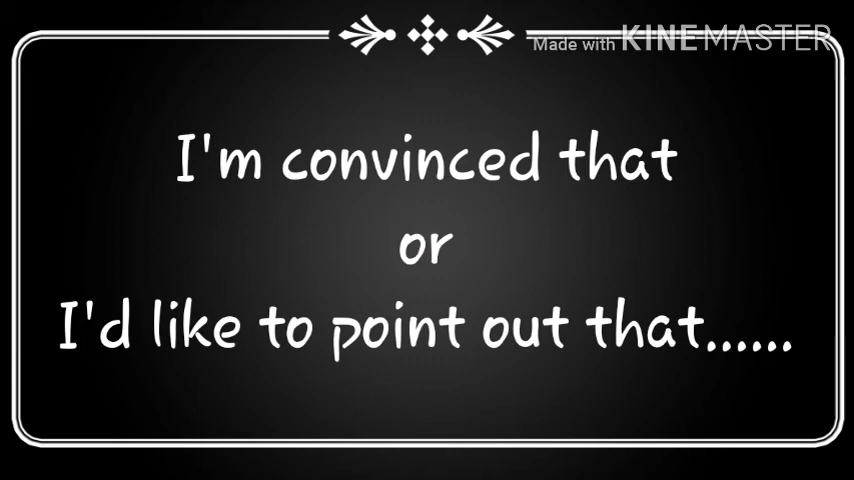 Made with KINEMASTER
I'm convinced that
or
I'd like to point out that......